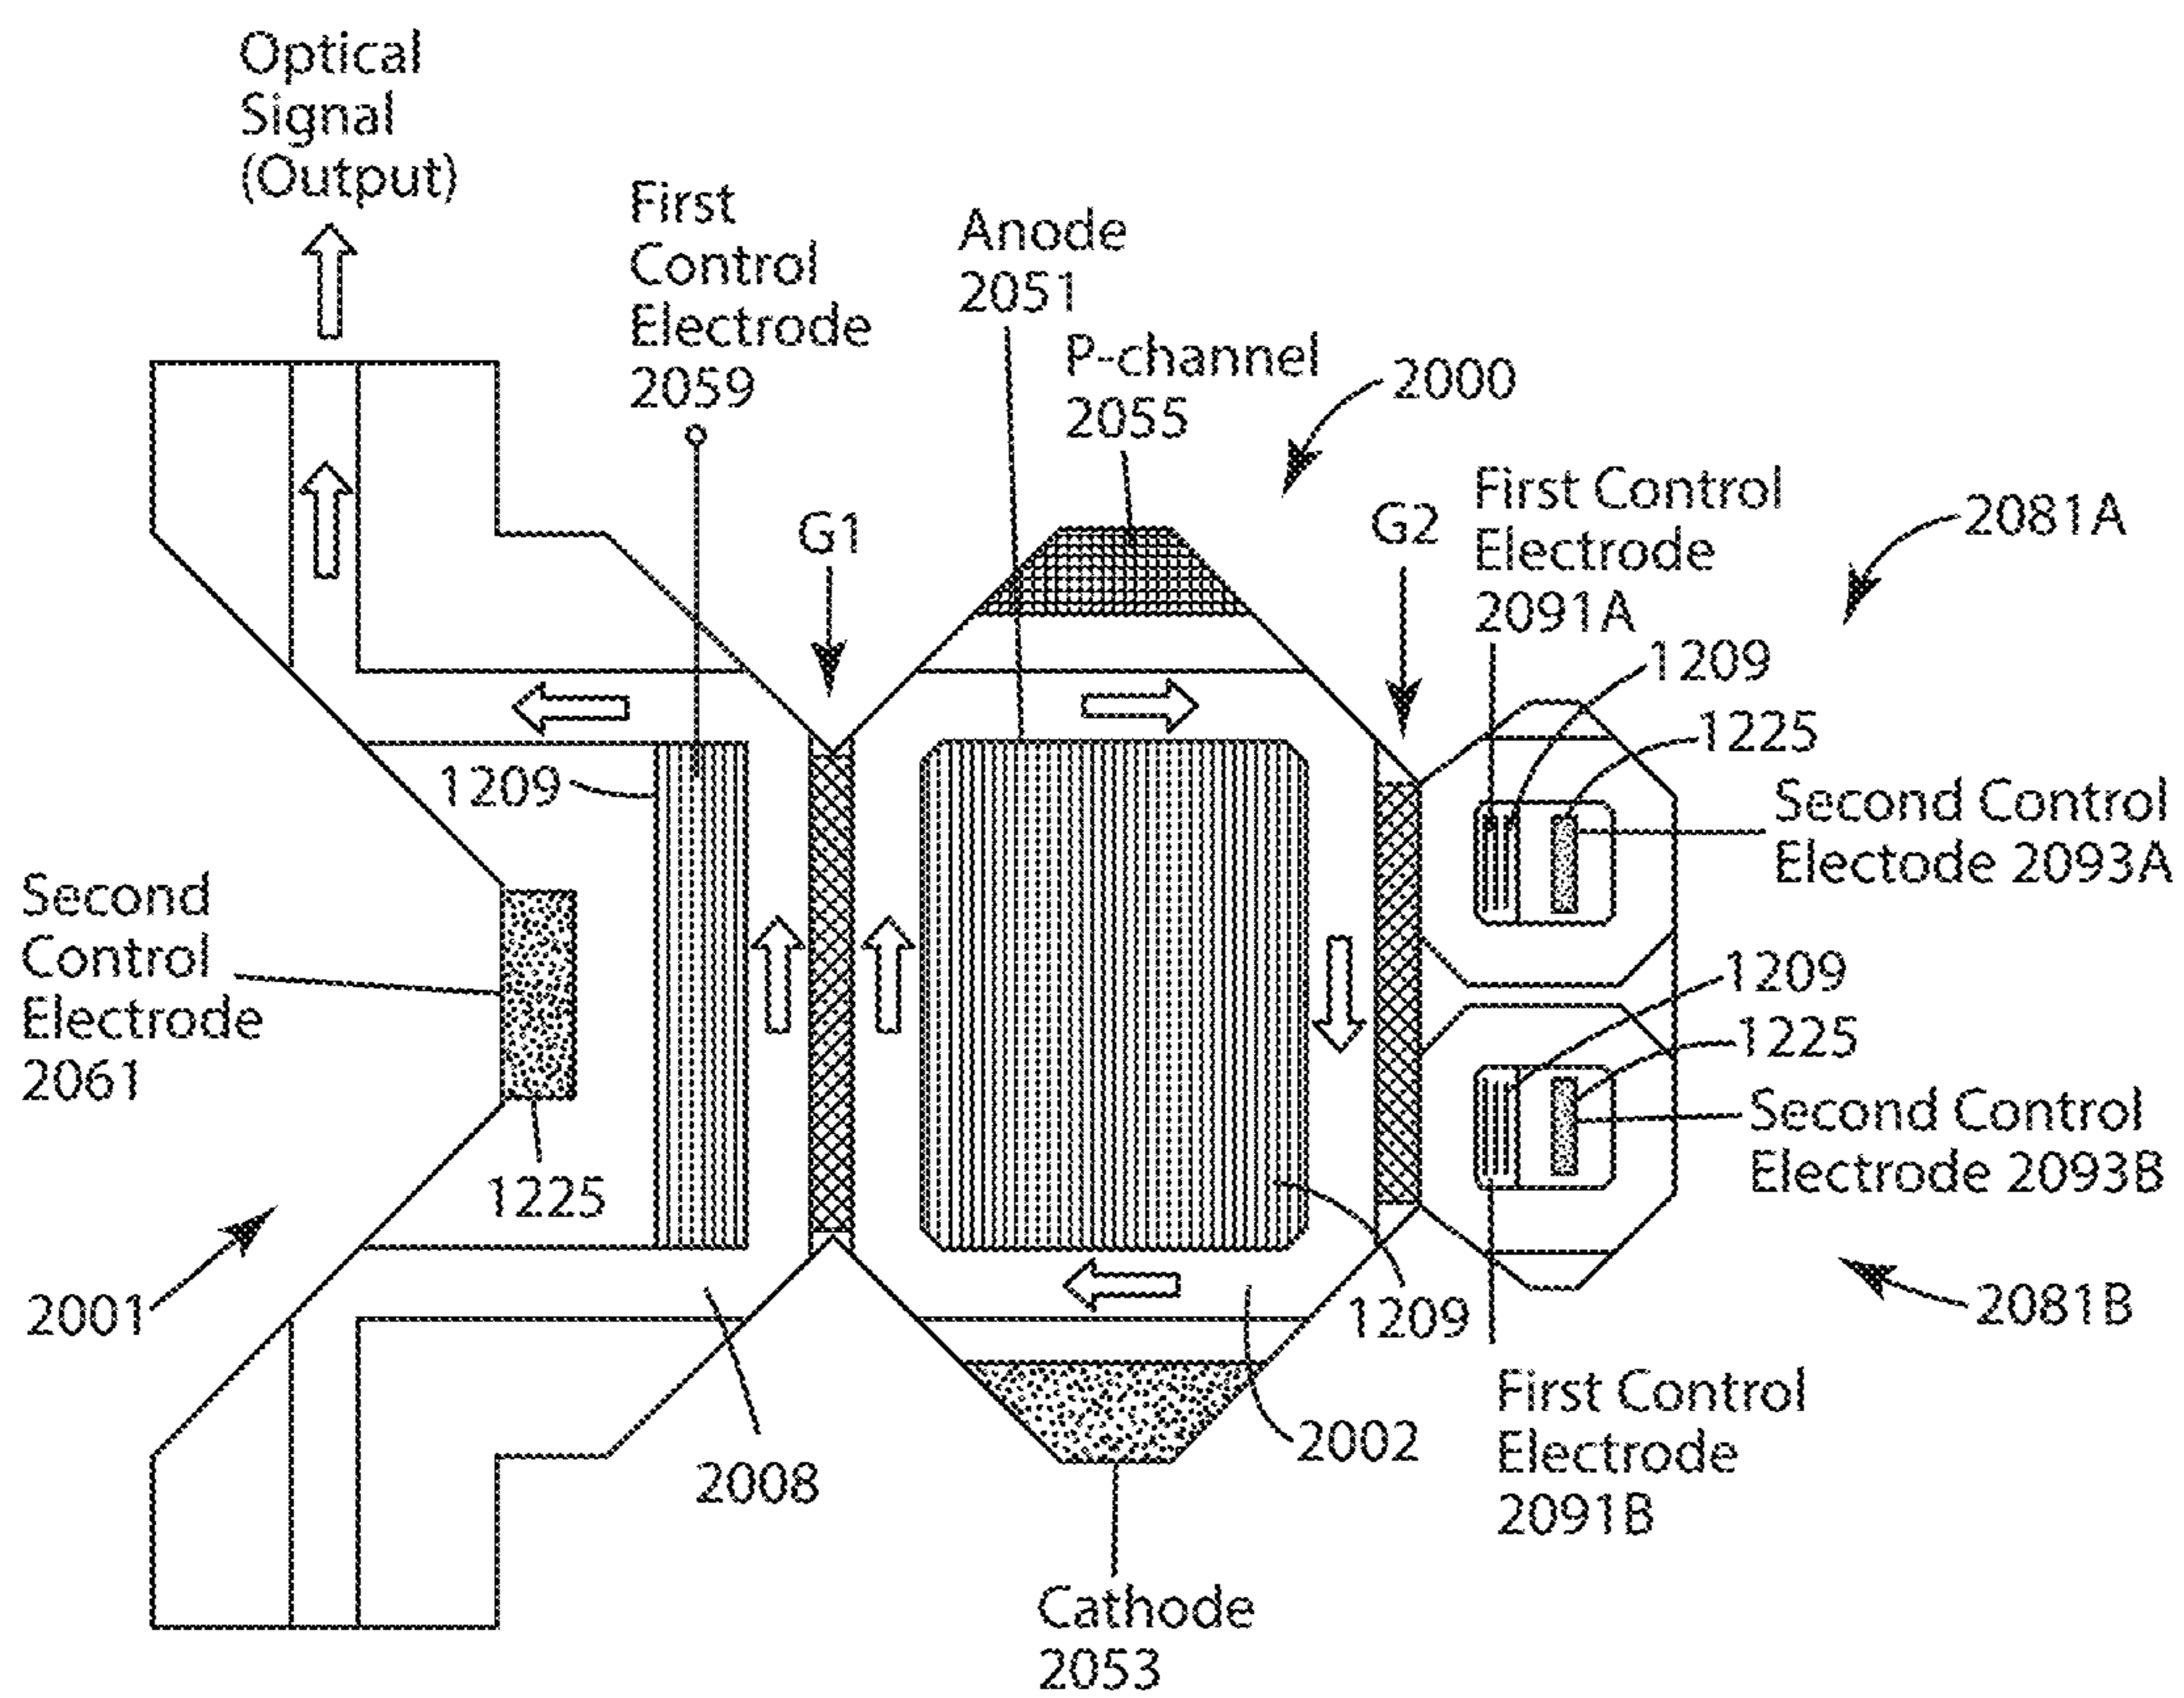 Optical
Signal
(Output)
First
Control
Electrode
2059
Anode
2051
P-channel
2055
2000
G1
G2
First Control
Electrode
2091A
2081A
1209
1225
1209
Second Control
Electode 2093A
Second
Control
Electrode
2061
1209
1225
Second Control
Electrode 2093B
1225
2001
1209
2081B
2008
2002
First Control
Electrode
2091B
Cathode
2053